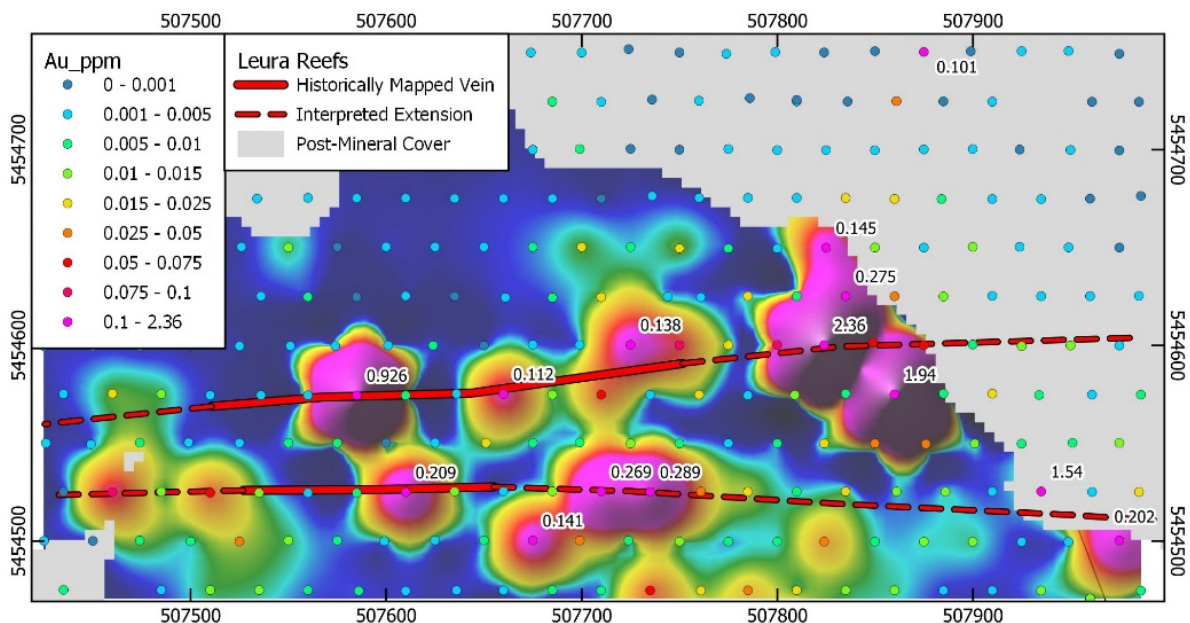 507500 507600 507700 507800 507900
Au_ppm
0 - 0.001
0.001 - 0.005
0.005 - 0.01
0.01 - 0.015
0.015 - 0.025
0.025 - 0.05
0.05 - 0.075
0.075 - 0.1
0.1 - 2.36
Leura Reefs
Historically Mapped Vein
Interpreted Extension
Post-Mineral Cover
0.101
5454700 5454700
0.145
0.275
0.138 2.36
5454600 5454600
0.926 0.112 1.94
0.209 0.269 0.289 1.54
0.141 0.202
5454500 5454500
507500 507600 507700 507800 507900